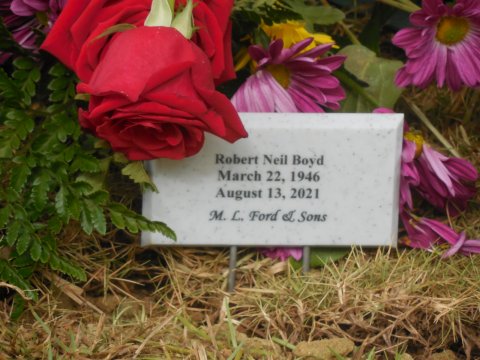 Robert Neil Boyd
March 22, 1946
August 13, 2021
M. L. Ford & Sons